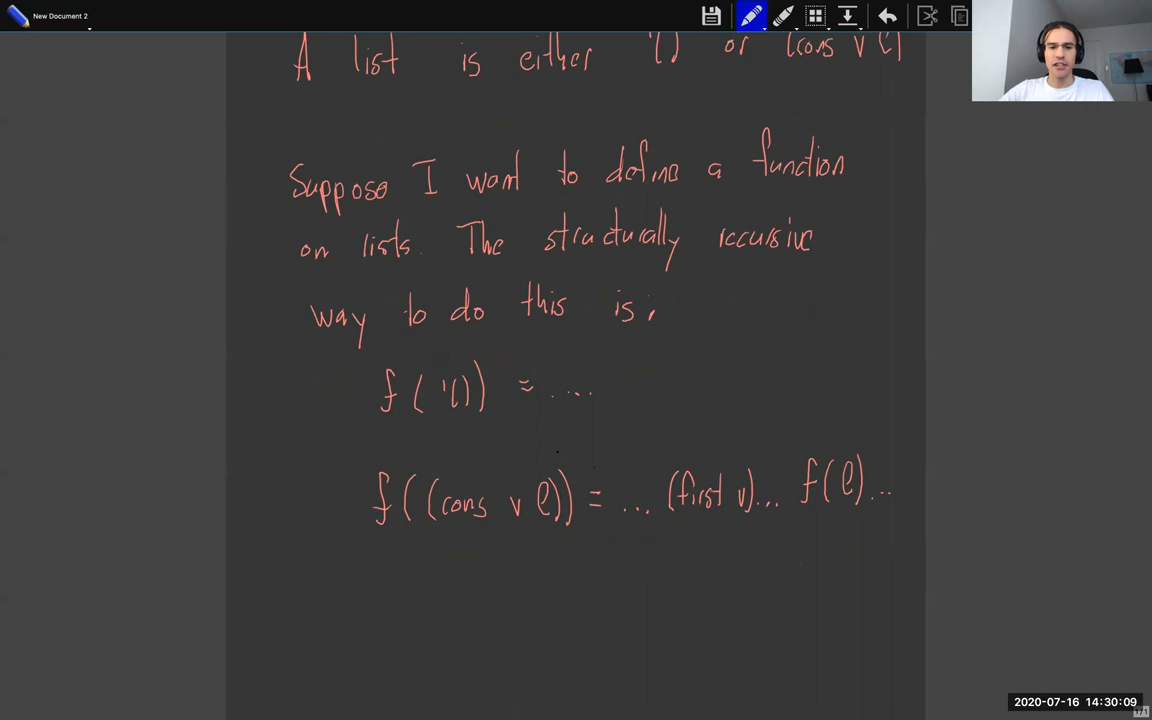 New Document 2
A list is either '() or (cons v l)
Suppose I want to define a function
on lists. The structurally recursive
way to do this is:
f( '()) = ....
f((cons v l)) = ... (first v)... f(l)...
2020-07-16 14:30:09